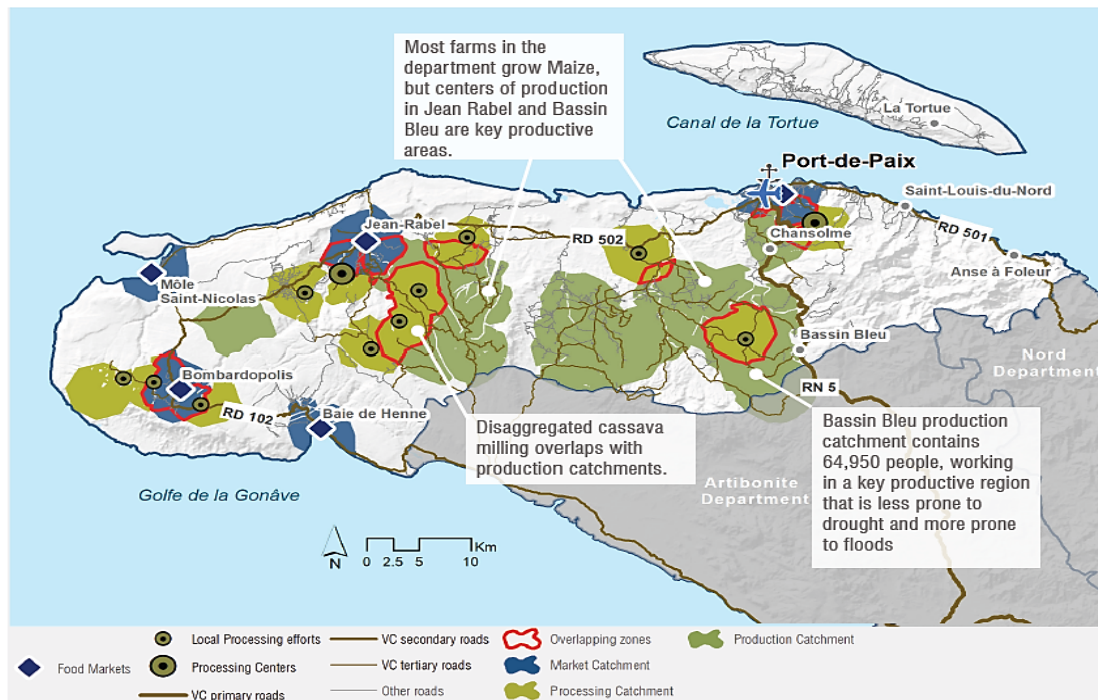 Most farms in the
department grow Maize,
but centers of production
in Jean Rabel and Bassin
Bleu are key productive
areas.
La Tortue
Canal de la Tortue
Port-de-Paix
Saint-Louis-du-Nord
Jean-Rabel
RD 502
Chansolme
RD 501
Anse à Foleur
Môle
Saint-Nicolas
Bassin Bleu
Nord
Department
Bombardopolis
RN 5
RD 102
Baie de Henne
Disaggregated cassava
milling overlaps with
production catchments.
Bassin Bleu production
catchment contains
64,950 people, working
in a key productive region
that is less prone to
drought and more prone
to floods
Artibonite
Department
Golfe de la Gonâve
N
0 2.5 5 10 Km
Food Markets
Local Processing efforts
Processing Centers
VC primary roads
VC secondary roads
VC tertiary roads
Other roads
Overlapping zones
Market Catchment
Processing Catchment
Production Catchment